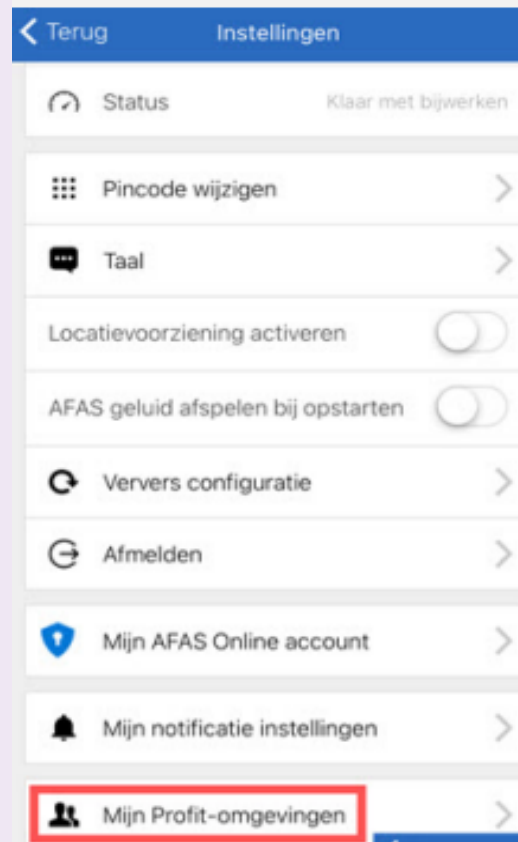 Terug Instellingen
Status Klaar met bijwerken
Pincode wijzigen
Taal
Locatievoorziening activeren
AFAS geluid afspelen bij opstarten
Ververs configuratie
Afmelden
Mijn AFAS Online account
Mijn notificatie instellingen
Mijn Profit-omgevingen